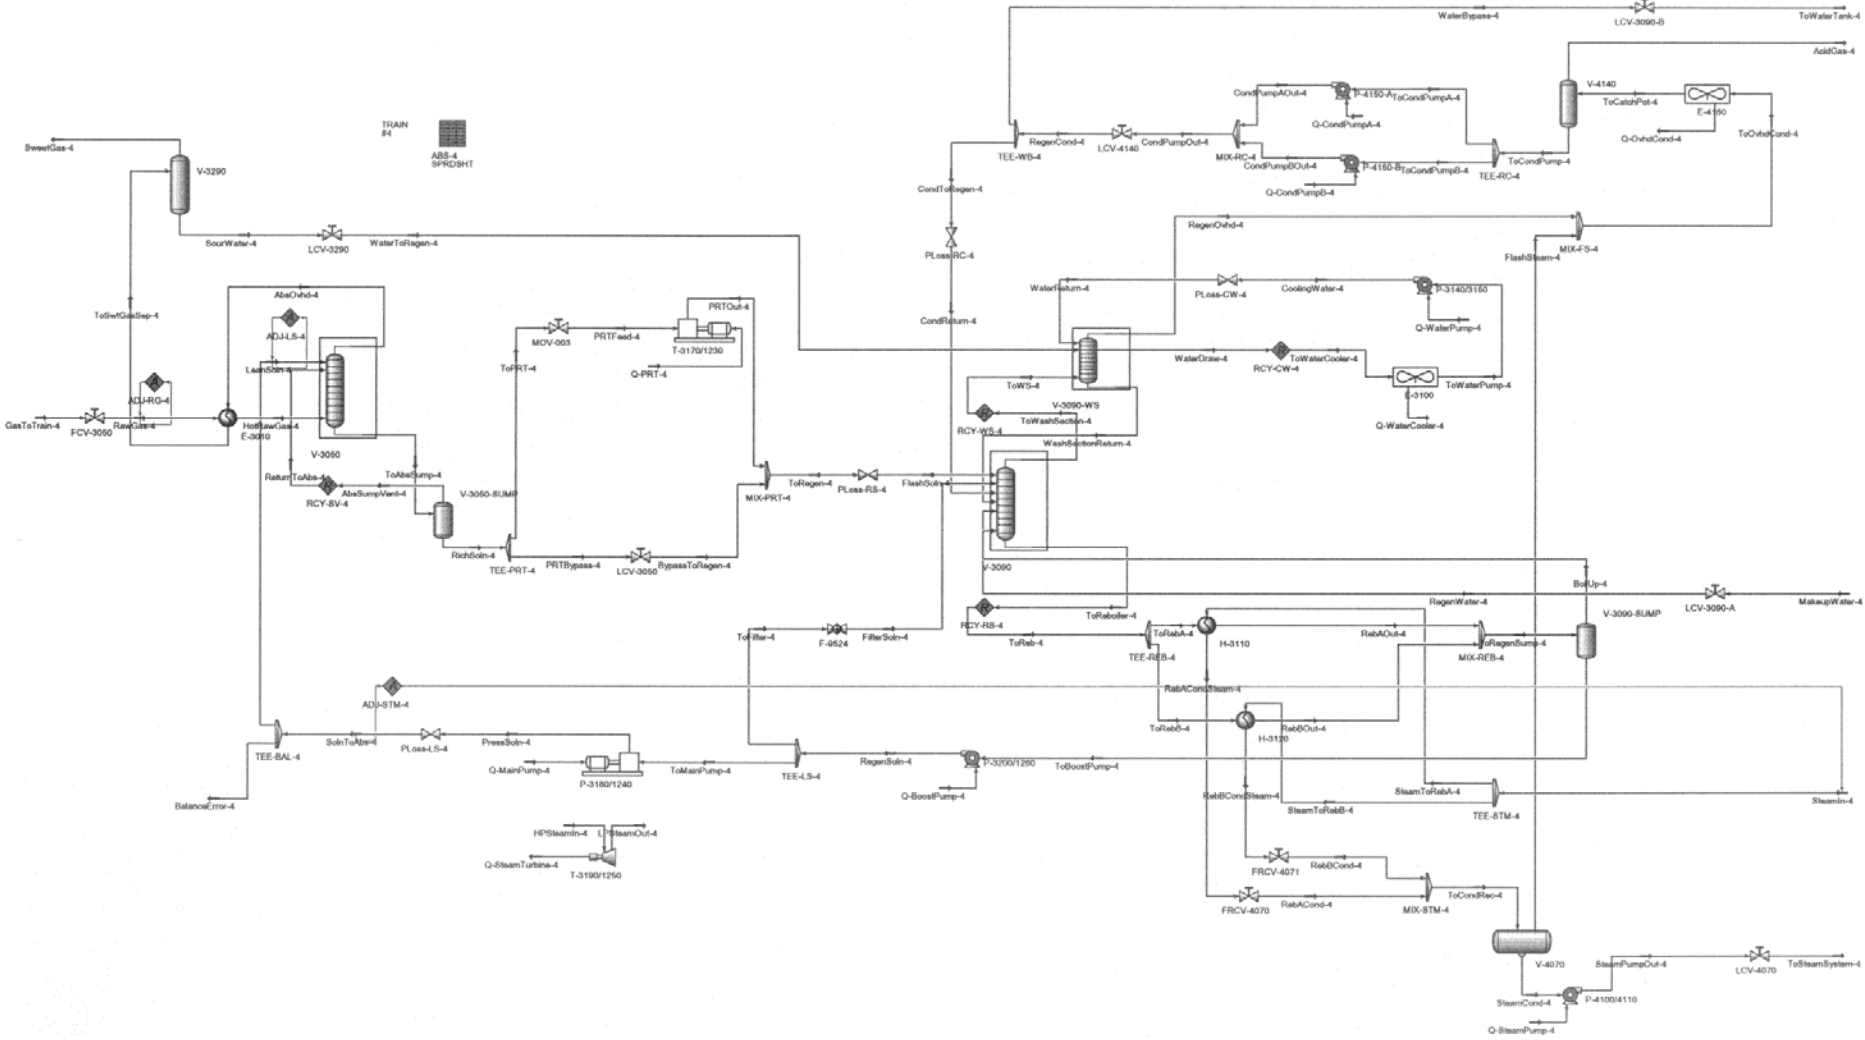 WaterBypass-4
LCV-3090-B
ToWaterTank-4
AcidGas-4
V-4140
ToCatchPot-4
E-4160
Q-OvhdCond-4
ToOvhdCond-4
CondPumpAOut-4
P-4150-A
ToCondPumpA-4
Q-CondPumpA-4
TEE-WB-4
RegenCond-4
LCV-4140
CondPumpOut-4
MIX-RC-4
CondPumpBOut-4
P-4150-B
ToCondPumpB-4
Q-CondPumpB-4
TEE-RC-4
ToCondPump-4
TRAIN
#4
ABS-4
SPRDSHT
SweetGas-4
V-3290
SourWater-4
LCV-3290
WaterToRegen-4
CondToRegen-4
PLoss-RC-4
CondReturn-4
RegenOvhd-4
MIX-FS-4
FlashSteam-4
WaterReturn-4
PLoss-CW-4
CoolingWater-4
P-3140/3150
Q-WaterPump-4
AbsOvhd-4
ToSwtGasSep-4
ADJ-LS-4
LeanSoln-4
ADJ-RG-4
GasToTrain-4
FCV-3050
RawGas-4
HotRawGas-4
E-3010
V-3050
ReturnToAbs-4
RCY-SV-4
AbsSumpVent-4
ToAbsSump-4
V-3050-SUMP
RichSoln-4
TEE-PRT-4
ToPRT-4
MOV-003
PRTFeed-4
PRTOut-4
T-3170/1230
Q-PRT-4
PRTBypass-4
LCV-3050
BypassToRegen-4
MIX-PRT-4
ToRegen-4
PLoss-RS-4
FlashSoln-4
WaterDraw-4
RCY-CW-4
ToWaterCooler-4
ToWaterPump-4
E-3100
Q-WaterCooler-4
ToWS-4
V-3090-WS
RCY-WS-4
ToWashSection-4
WashSectionReturn-4
V-3090
BoilUp-4
RegenWater-4
LCV-3090-A
MakeupWater-4
V-3090-SUMP
RCY-RS-4
ToReboiler-4
ToReb-4
TEE-REB-4
ToRebA-4
H-3110
RebAOut-4
MIX-REB-4
ToRegenSump-4
RebACondSteam-4
ToRebB-4
H-3120
RebBOut-4
ToFilter-4
F-9524
FilterSoln-4
ADJ-STM-4
TEE-BAL-4
SolnToAbs-4
PLoss-LS-4
PressSoln-4
BalanceError-4
Q-MainPump-4
P-3180/1240
ToMainPump-4
TEE-LS-4
RegenSoln-4
P-3200/1260
ToBoostPump-4
Q-BoostPump-4
RebBCondSteam-4
SteamToRebA-4
SteamToRebB-4
TEE-STM-4
SteamIn-4
HPSteamIn-4
LPSteamOut-4
Q-SteamTurbine-4
T-3190/1250
FRCV-4071
RebBCond-4
FRCV-4070
RebACond-4
MIX-STM-4
ToCondRec-4
V-4070
SteamCond-4
P-4100/4110
Q-SteamPump-4
SteamPumpOut-4
LCV-4070
ToSteamSystem-4